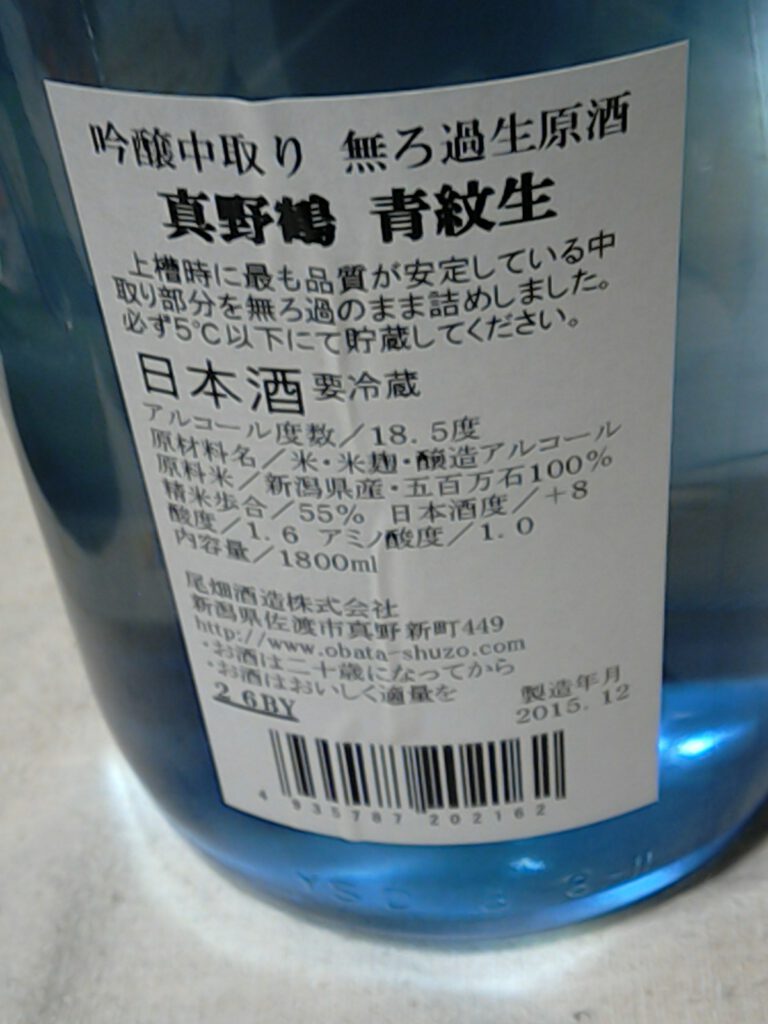 吟醸中取り 無ろ過生原酒
真野鶴 青紋生
上槽時に最も品質が安定している中
取り部分を無ろ過のまま詰めしました。
必ず5℃以下にて貯蔵してください。
日本酒 要冷蔵
アルコール度数/18.5度
原材料名/米・米麹・醸造アルコール
原料米/新潟県産・五百万石100%
精米歩合/55% 日本酒度/+8
酸度/1.6 アミノ酸度/1.0
内容量/1800ml
尾畑酒造株式会社
新潟県佐渡市真野新町449
http://www.obata-shuzo.com
・お酒は二十歳になってから
・お酒はおいしく適量を
26BY
製造年月
2015.12
4 935787 202162